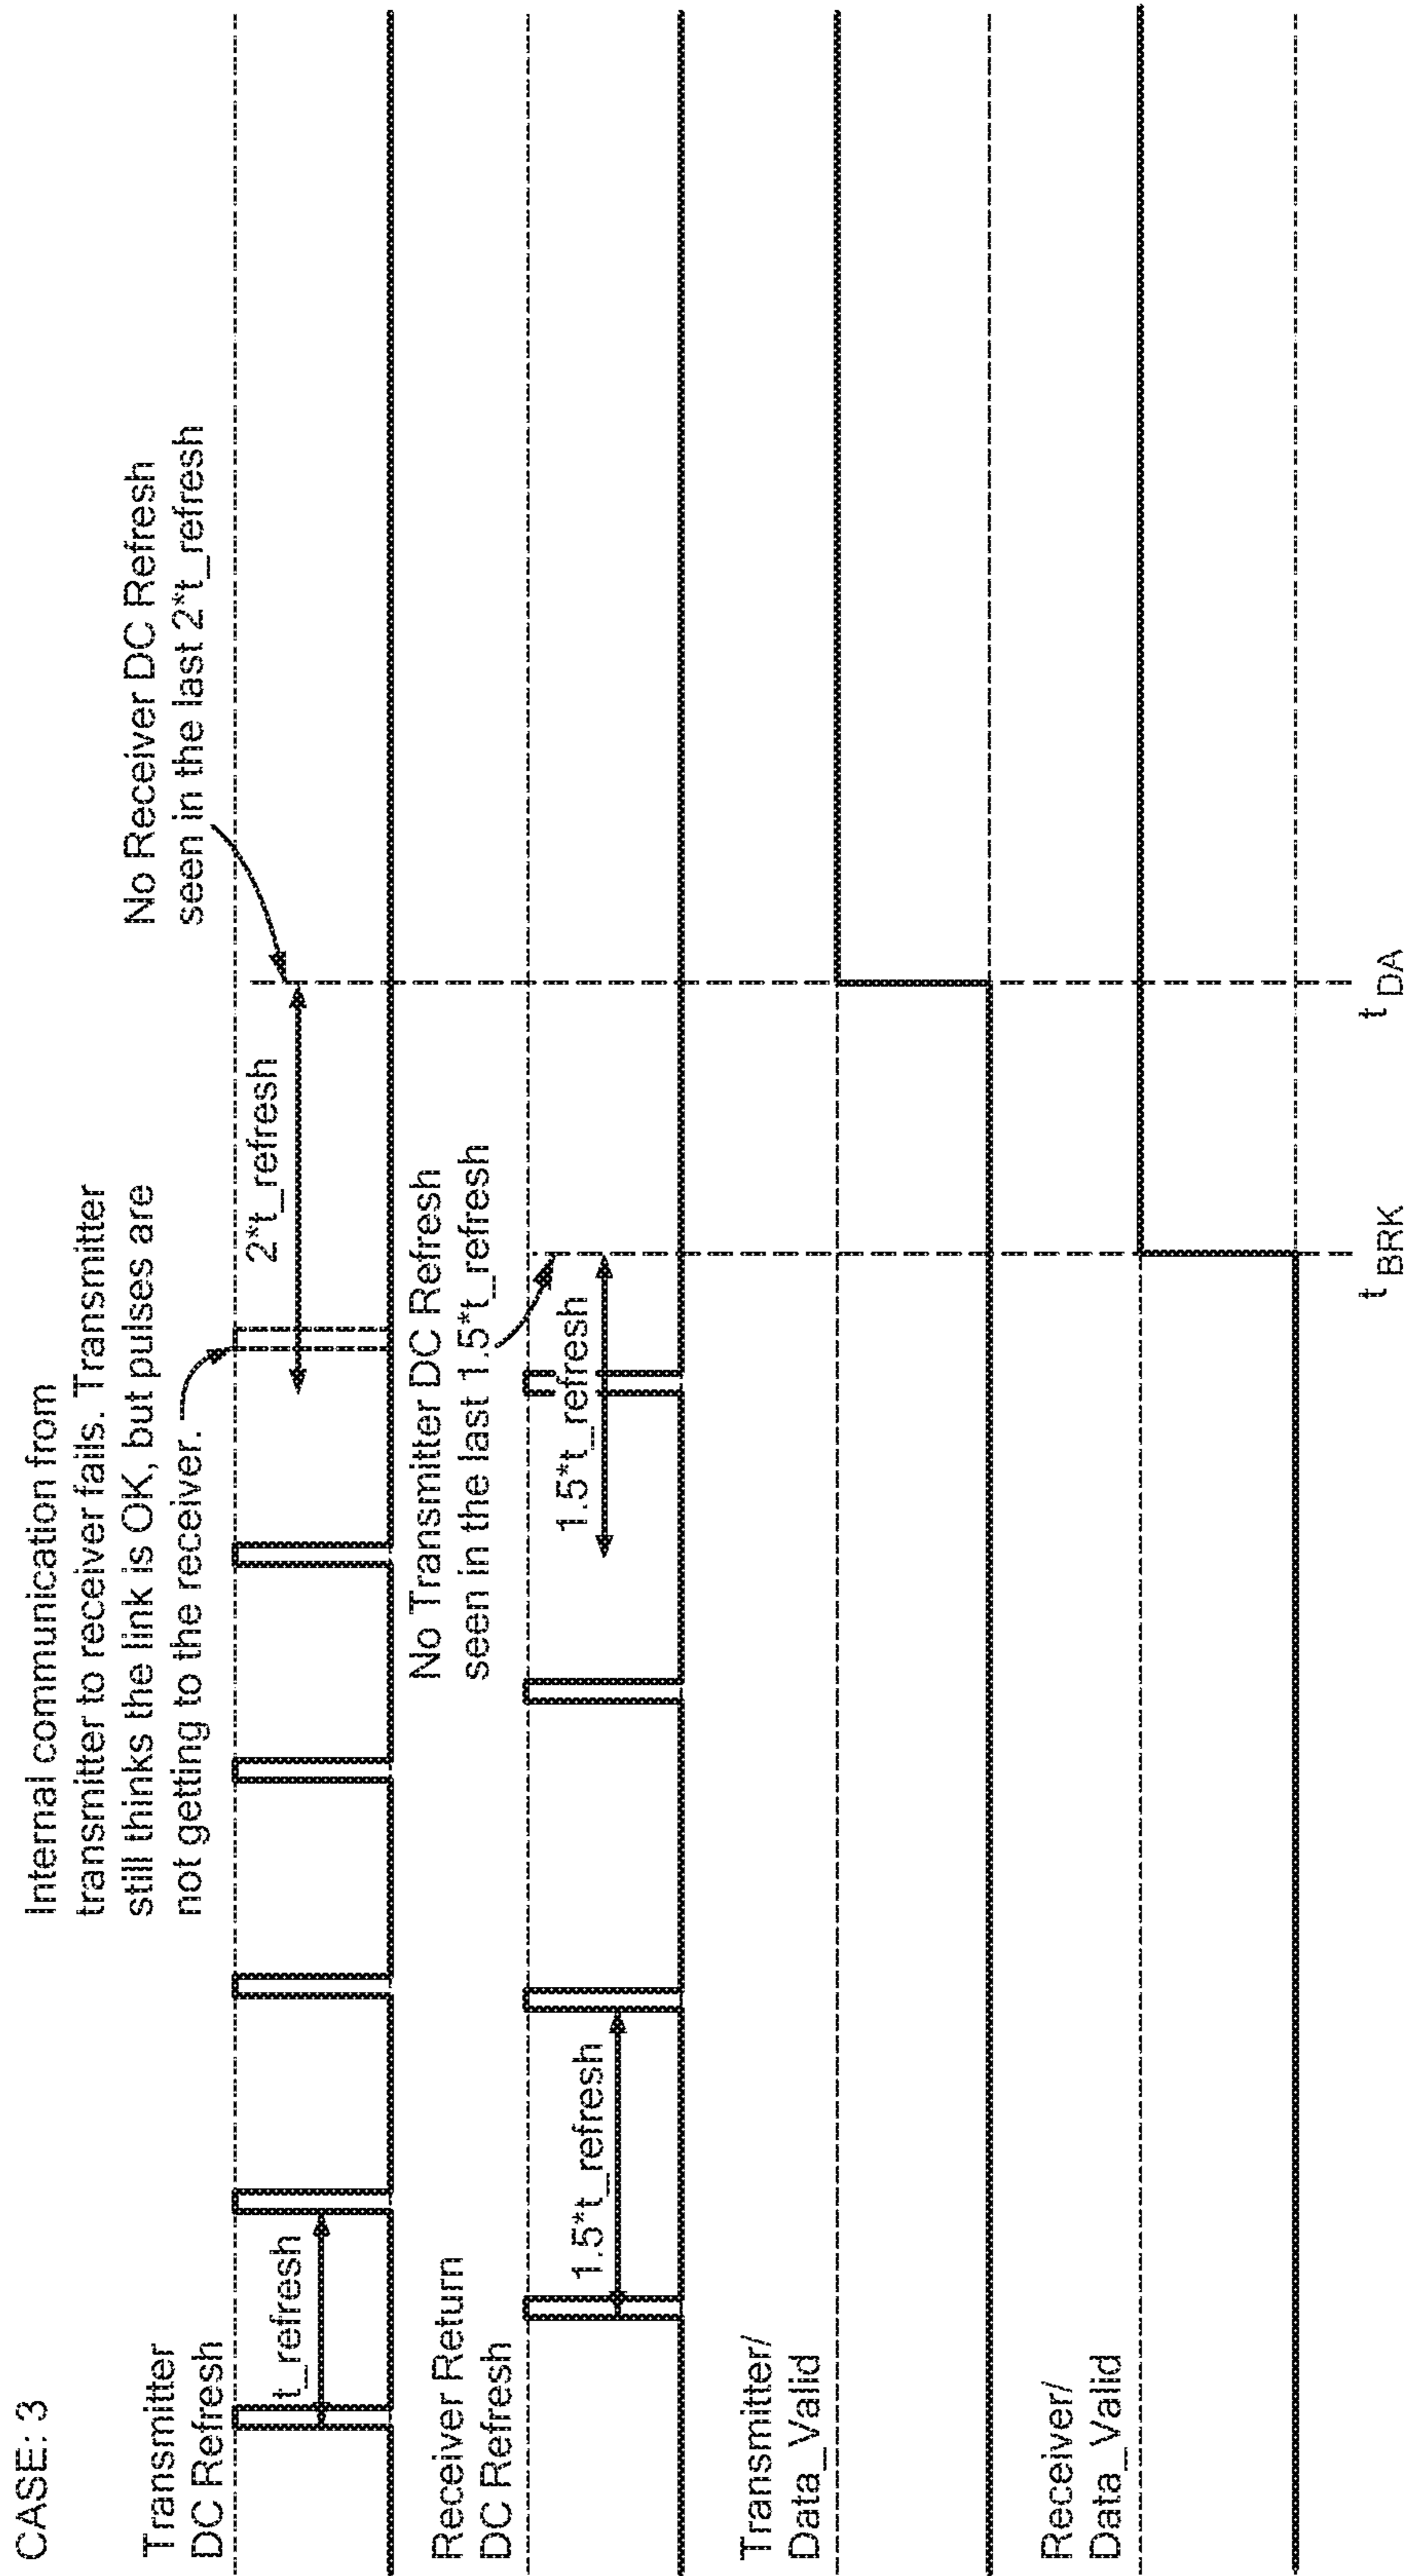 CASE: 3
Internal communication from
transmitter to receiver fails. Transmitter
still thinks the link is OK, but pulses are
not getting to the receiver.
No Receiver DC Refresh
seen in the last 2*t_refresh
Transmitter
DC Refresh
t_refresh
2*t_refresh
Receiver Return
DC Refresh
No Transmitter DC Refresh
seen in the last 1.5*t_refresh
1.5*t_refresh
1.5*t_refresh
Transmitter/
Data_Valid
Receiver/
Data_Valid
t BRK
t DA